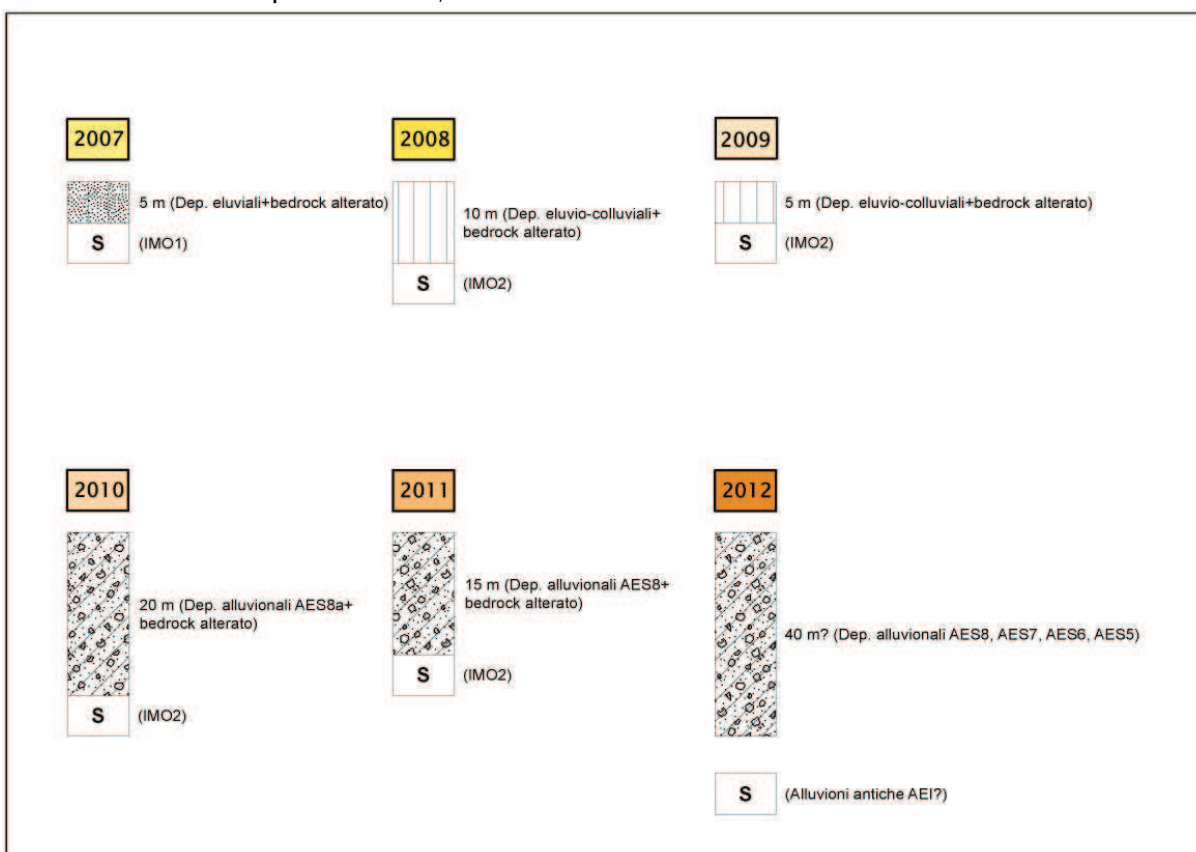 2007
5 m (Dep. eluviali+bedrock alterato)
S (IMO1)
2008
10 m (Dep. eluvio-colluviali+
bedrock alterato)
S (IMO2)
2009
5 m (Dep. eluvio-colluviali+bedrock alterato)
S (IMO2)
2010
20 m (Dep. alluvionali AES8a+
bedrock alterato)
S (IMO2)
2011
15 m (Dep. alluvionali AES8+
bedrock alterato)
S (IMO2)
2012
40 m? (Dep. alluvionali AES8, AES7, AES6, AES5)
S (Alluvioni antiche AEI?)